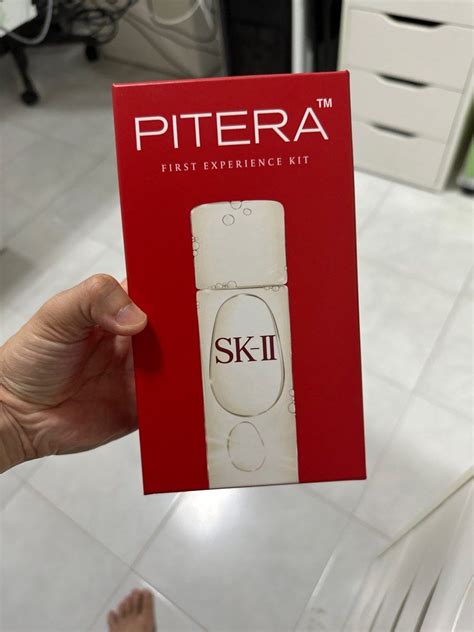 PITERA™
FIRST EXPERIENCE KIT
SK-II